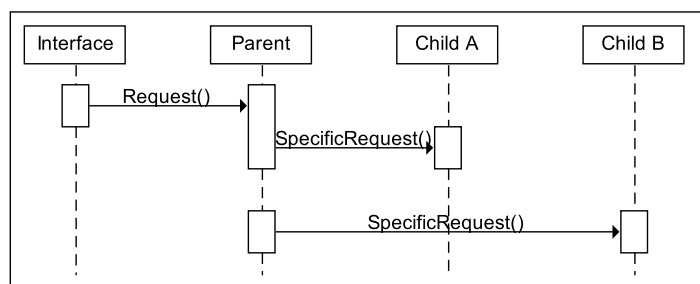 Interface
Parent
Child A
Child B
Request()
SpecificRequest()
SpecificRequest()